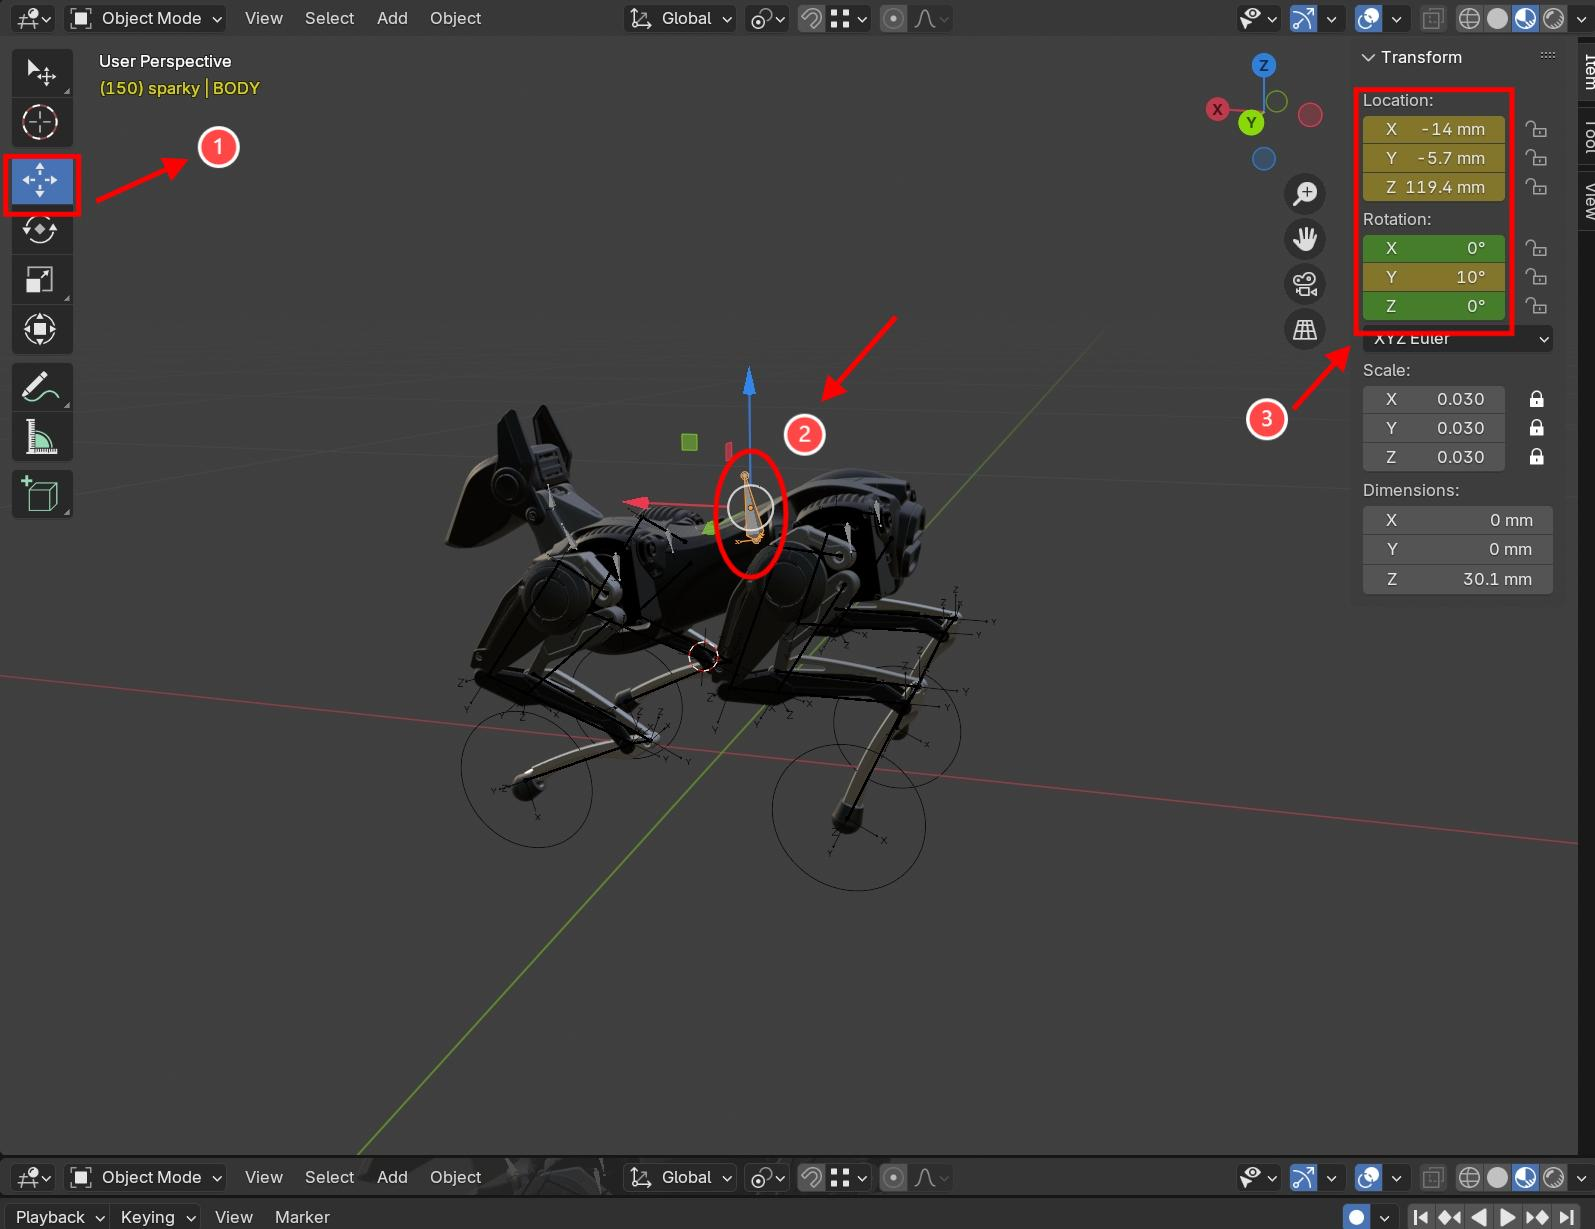 Object Mode View Select Add Object Global
User Perspective
(150) sparky | BODY
1
2
3
Z
X
Y
Transform
Item
Tool
View
Location:
X -14 mm
Y -5.7 mm
Z 119.4 mm
Rotation:
X 0°
Y 10°
Z 0°
XYZ Euler
Scale:
X 0.030
Y 0.030
Z 0.030
Dimensions:
X 0 mm
Y 0 mm
Z 30.1 mm
Object Mode View Select Add Object Global
Playback Keying View Marker